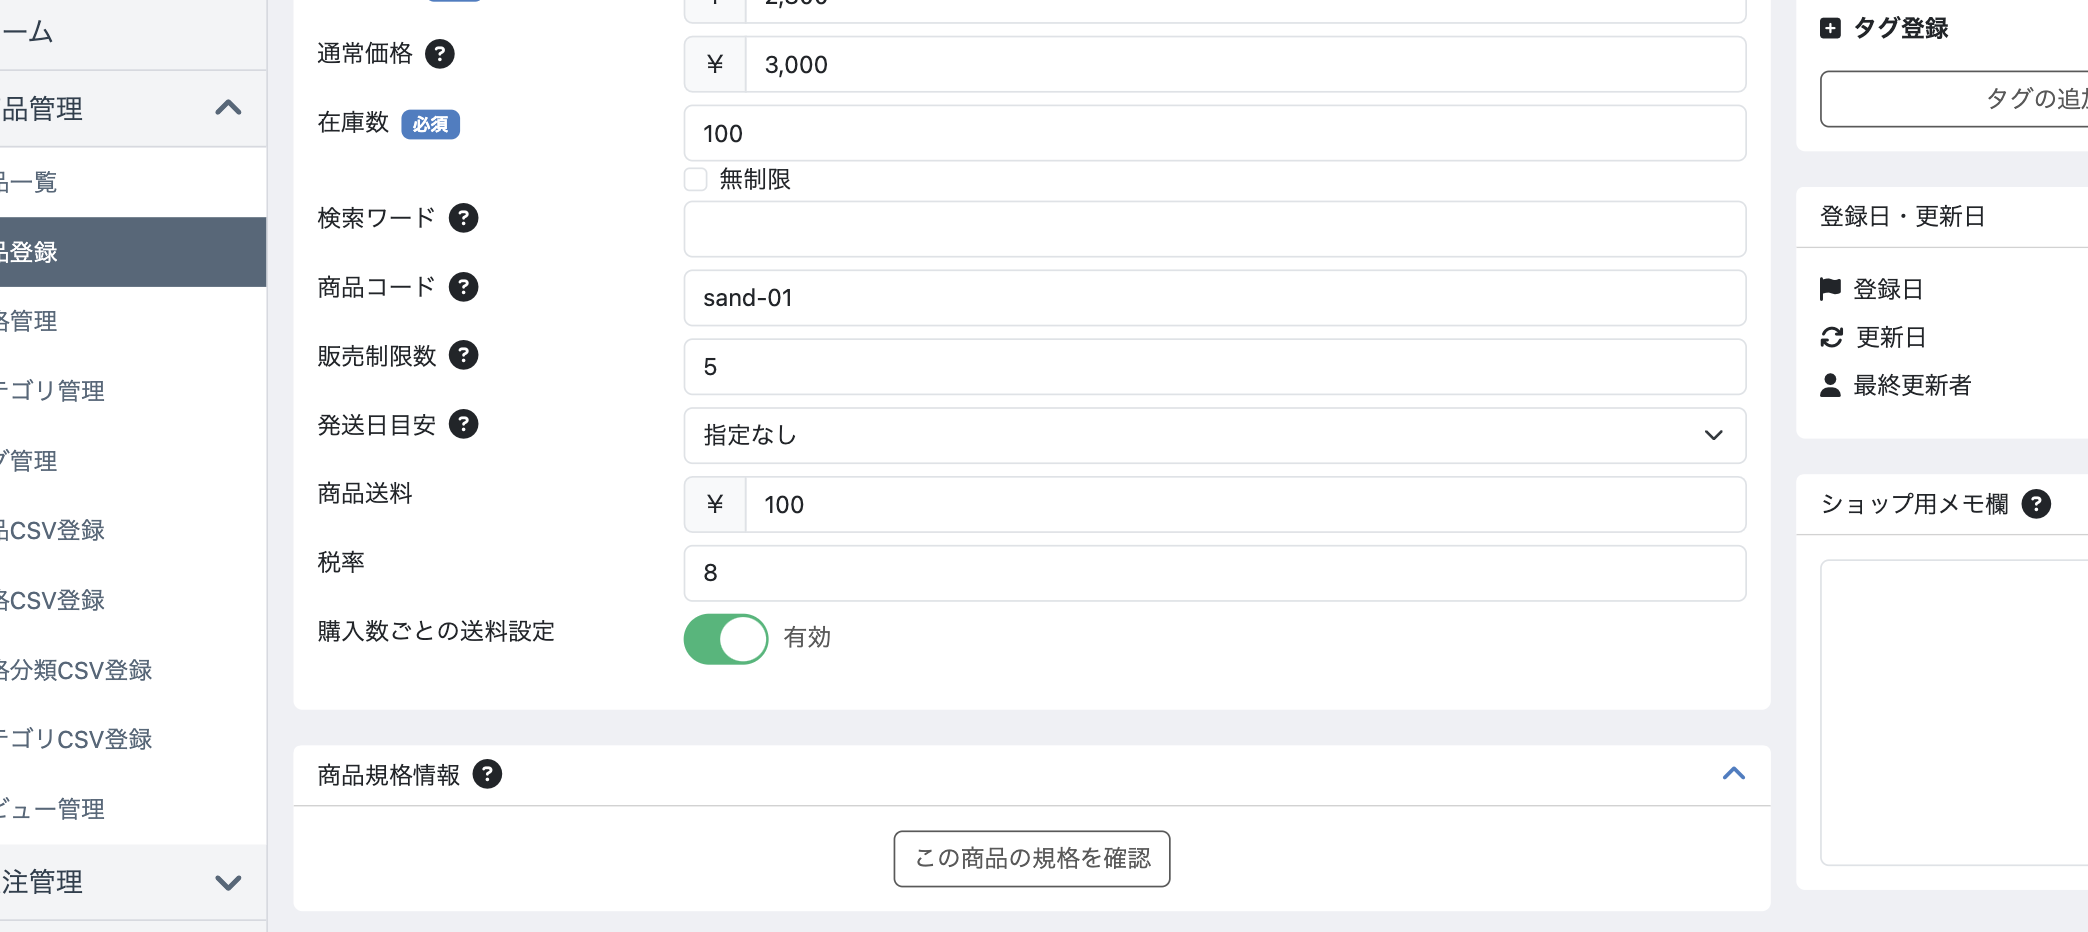 ーム
品管理
品一覧
品登録
格管理
テゴリ管理
グ管理
品CSV登録
格CSV登録
格分類CSV登録
テゴリCSV登録
ビュー管理
注管理
通常価格 ?
¥ 3,000
在庫数 必須
100
無制限
検索ワード ?
商品コード ?
sand-01
販売制限数 ?
5
発送日目安 ?
指定なし
商品送料
¥ 100
税率
8
購入数ごとの送料設定
有効
商品規格情報 ?
この商品の規格を確認
タグ登録
タグの追加
登録日・更新日
登録日
更新日
最終更新者
ショップ用メモ欄 ?